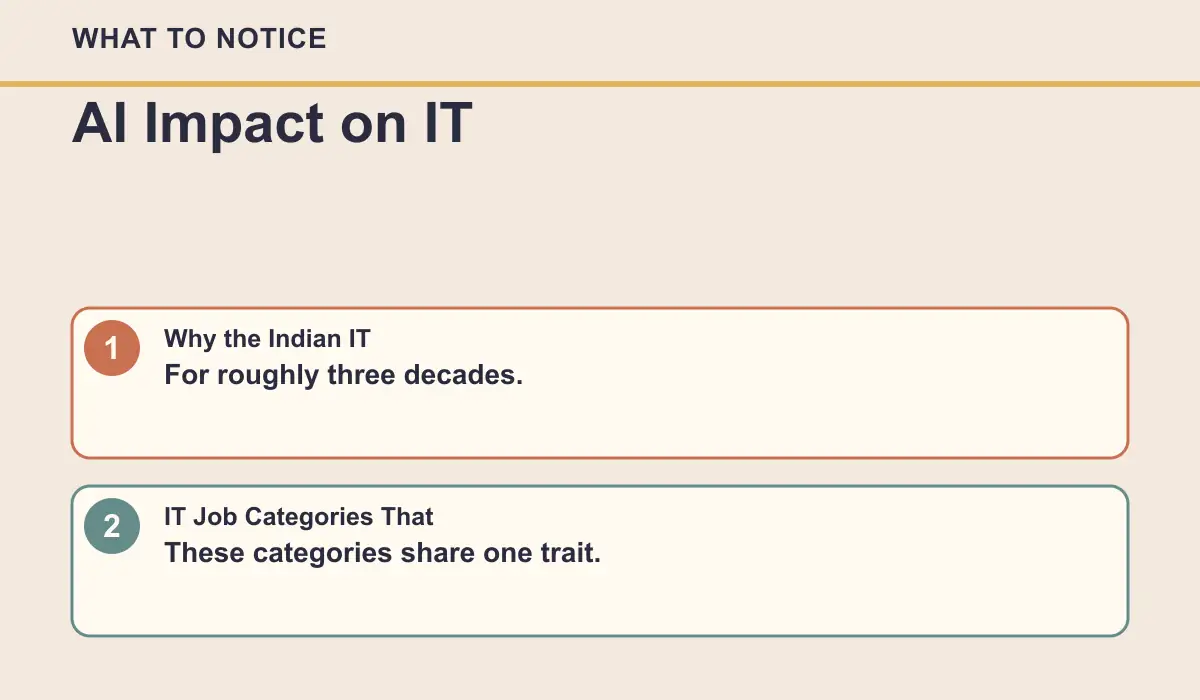 WHAT TO NOTICE
AI Impact on IT
1
Why the Indian IT
For roughly three decades.
2
IT Job Categories That
These categories share one trait.